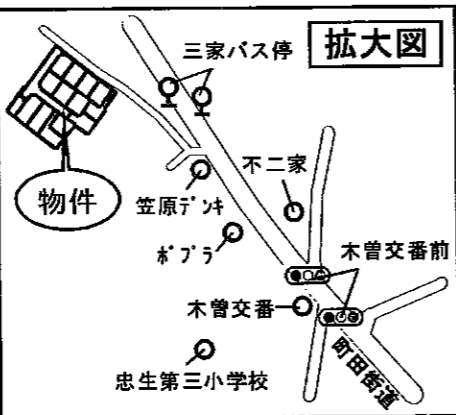 拡大図
三家バス停
物件
不二家
笠原デンキ
ポプラ
木曽交番前
木曽交番
町田街道
忠生第三小学校